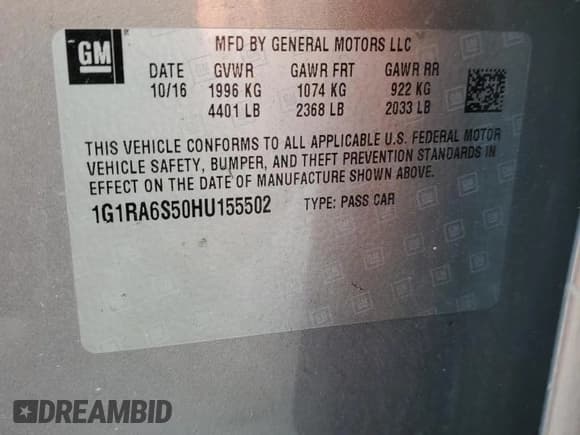 GM
MFD BY GENERAL MOTORS LLC
DATE GVWR GAWR FRT GAWR RR
10/16 1996 KG 1074 KG 922 KG
4401 LB 2368 LB 2033 LB
THIS VEHICLE CONFORMS TO ALL APPLICABLE U.S. FEDERAL MOTOR
VEHICLE SAFETY, BUMPER, AND THEFT PREVENTION STANDARDS IN
EFFECT ON THE DATE OF MANUFACTURE SHOWN ABOVE.
1G1RA6S50HU155502 TYPE: PASS CAR
DREAMBID